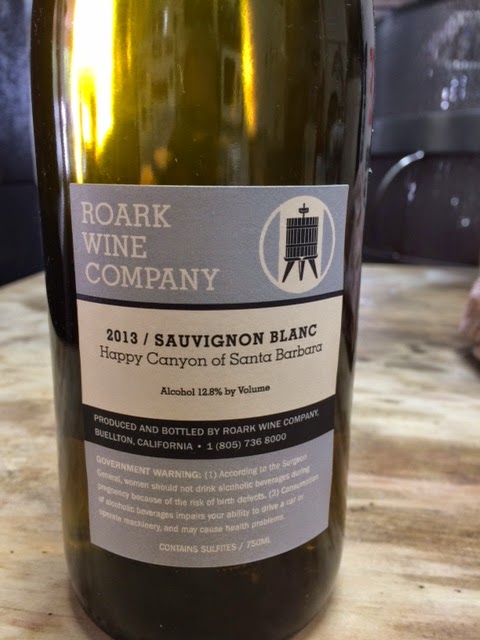 ROARK
WINE
COMPANY
2013 / SAUVIGNON BLANC
Happy Canyon of Santa Barbara
Alcohol 12.8% by Volume
PRODUCED AND BOTTLED BY ROARK WINE COMPANY,
BUELLTON, CALIFORNIA • 1 (805) 736 8000
GOVERNMENT WARNING: (1) According to the Surgeon
General, women should not drink alcoholic beverages during
pregnancy because of the risk of birth defects. (2) Consumption
of alcoholic beverages impairs your ability to drive a car or
operate machinery, and may cause health problems.
CONTAINS SULFITES / 750ML